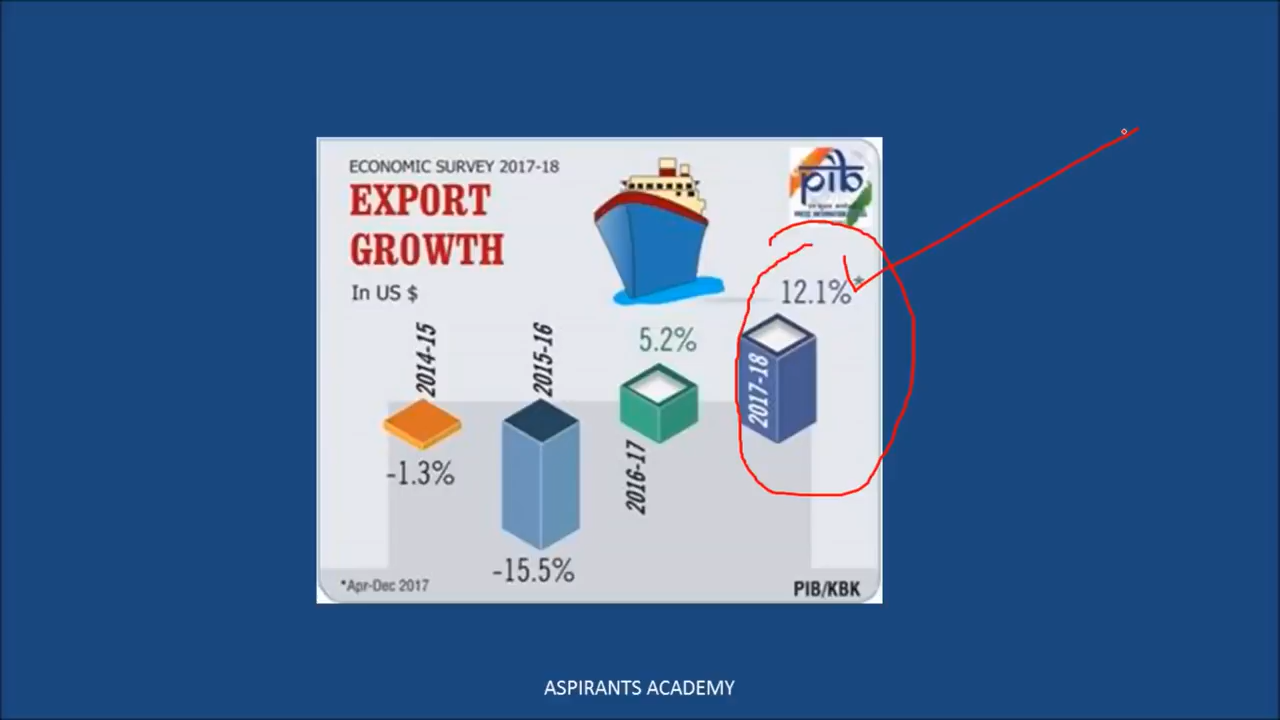 ECONOMIC SURVEY 2017-18
EXPORT
GROWTH
In US $
pib
12.1%*
5.2%
2014-15
2015-16
2017-18
-1.3%
2016-17
-15.5%
*Apr-Dec 2017
PIB/KBK
ASPIRANTS ACADEMY